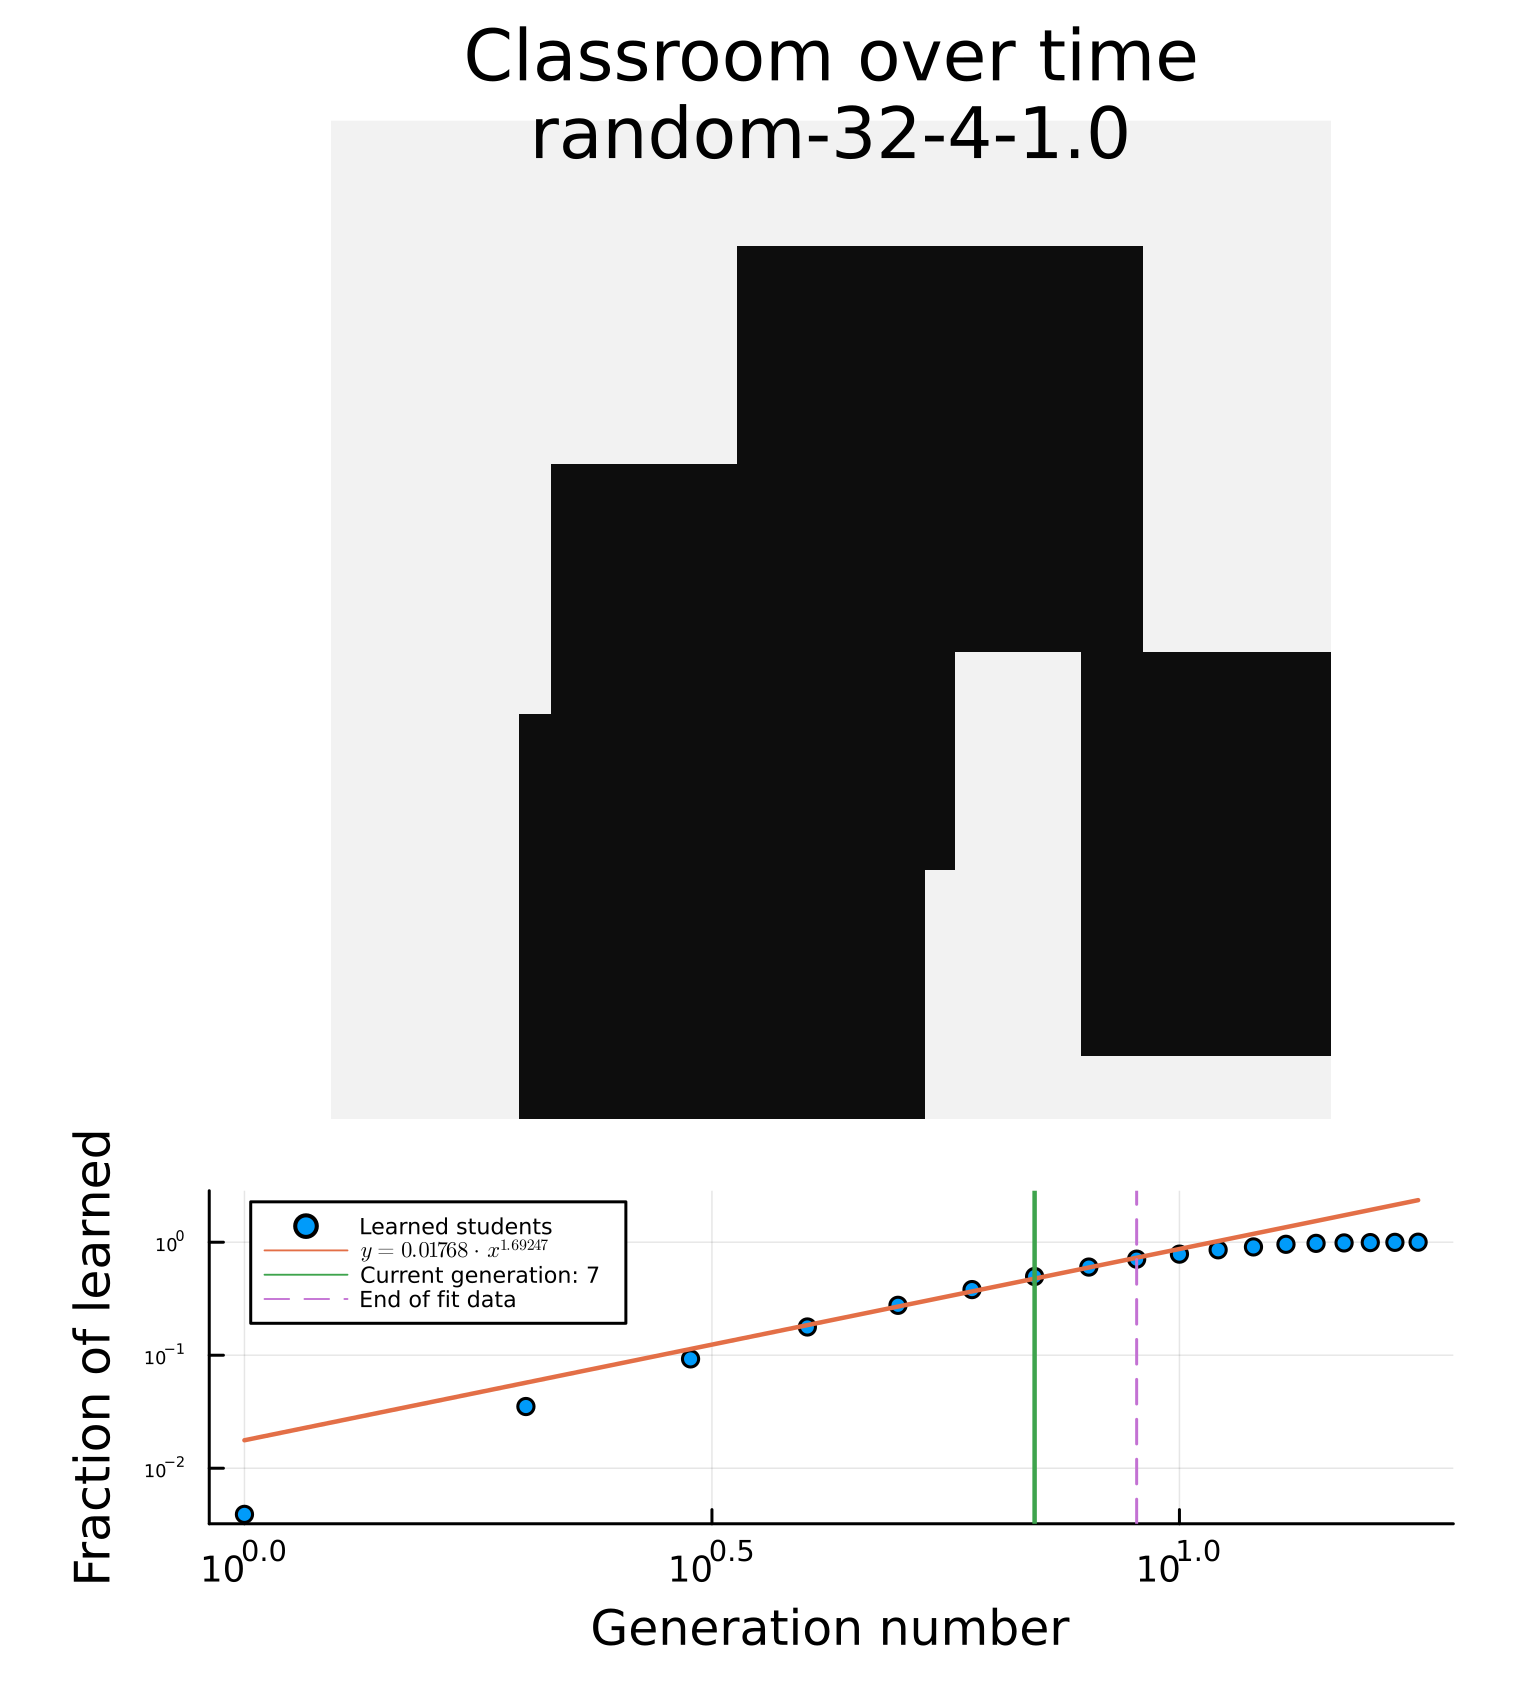 Classroom over time
random-32-4-1.0
Fraction of learned
10⁰
10⁻¹
10⁻²
Learned students
y = 0.01768 · x^1.69247
Current generation: 7
End of fit data
10^0.0 10^0.5 10^1.0
Generation number